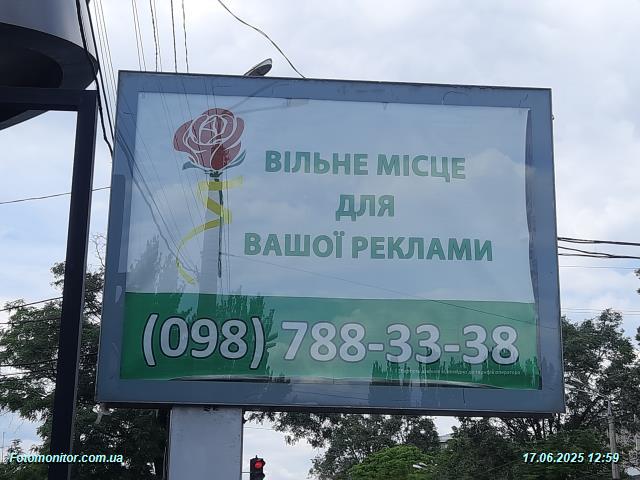 ВІЛЬНЕ МІСЦЕ
ДЛЯ
ВАШОЇ РЕКЛАМИ
(098) 788-33-38
Fotomonitor.com.ua
17.06.2025 12:59